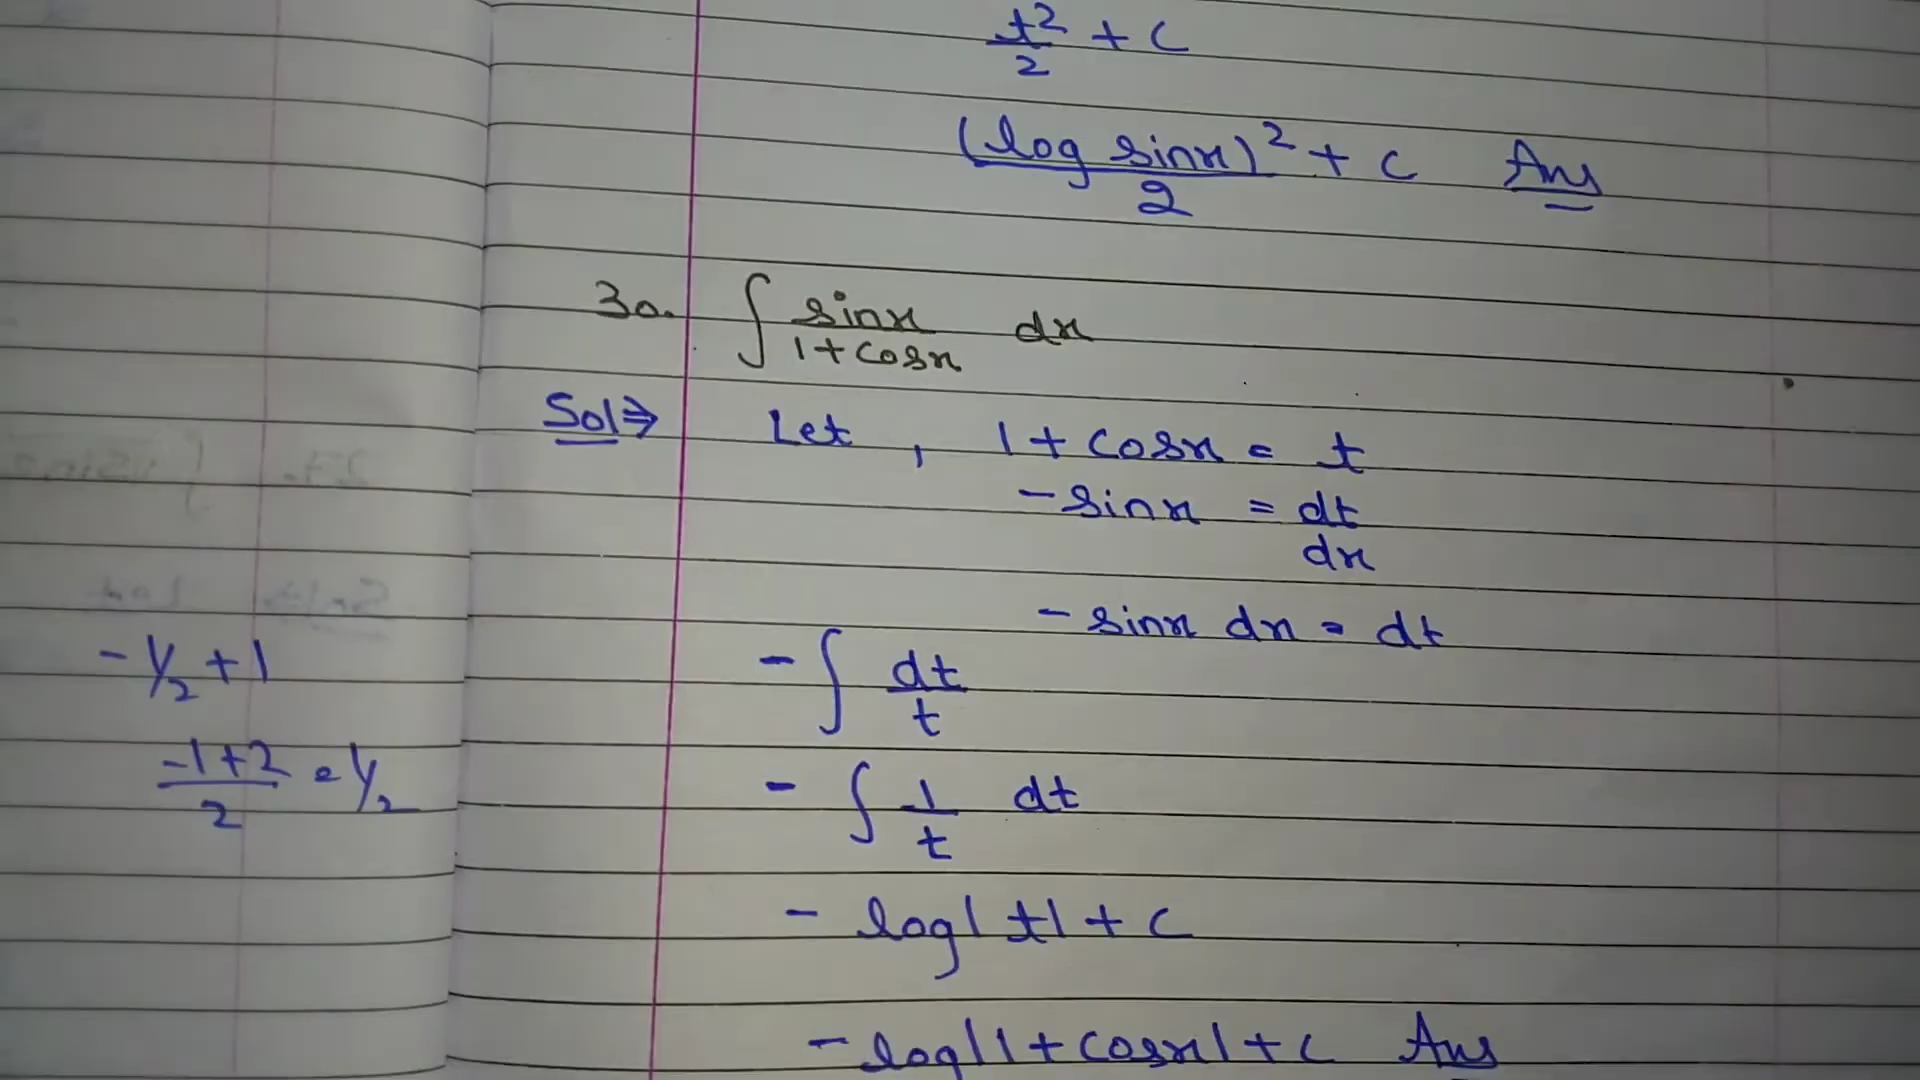 t²/2 + C
(log sinx)²/2 + C Ans
30. ∫ sinx/1+cosx dx
Sol⇒ Let, 1 + cosx = t
- sinx = dt/dx
- sinx dx = dt
- ∫ dt/t
- ∫ 1/t dt
- log|t| + C
- log|1 + cosx| + C Ans
-1/2 + 1
-1+2/2 = 1/2